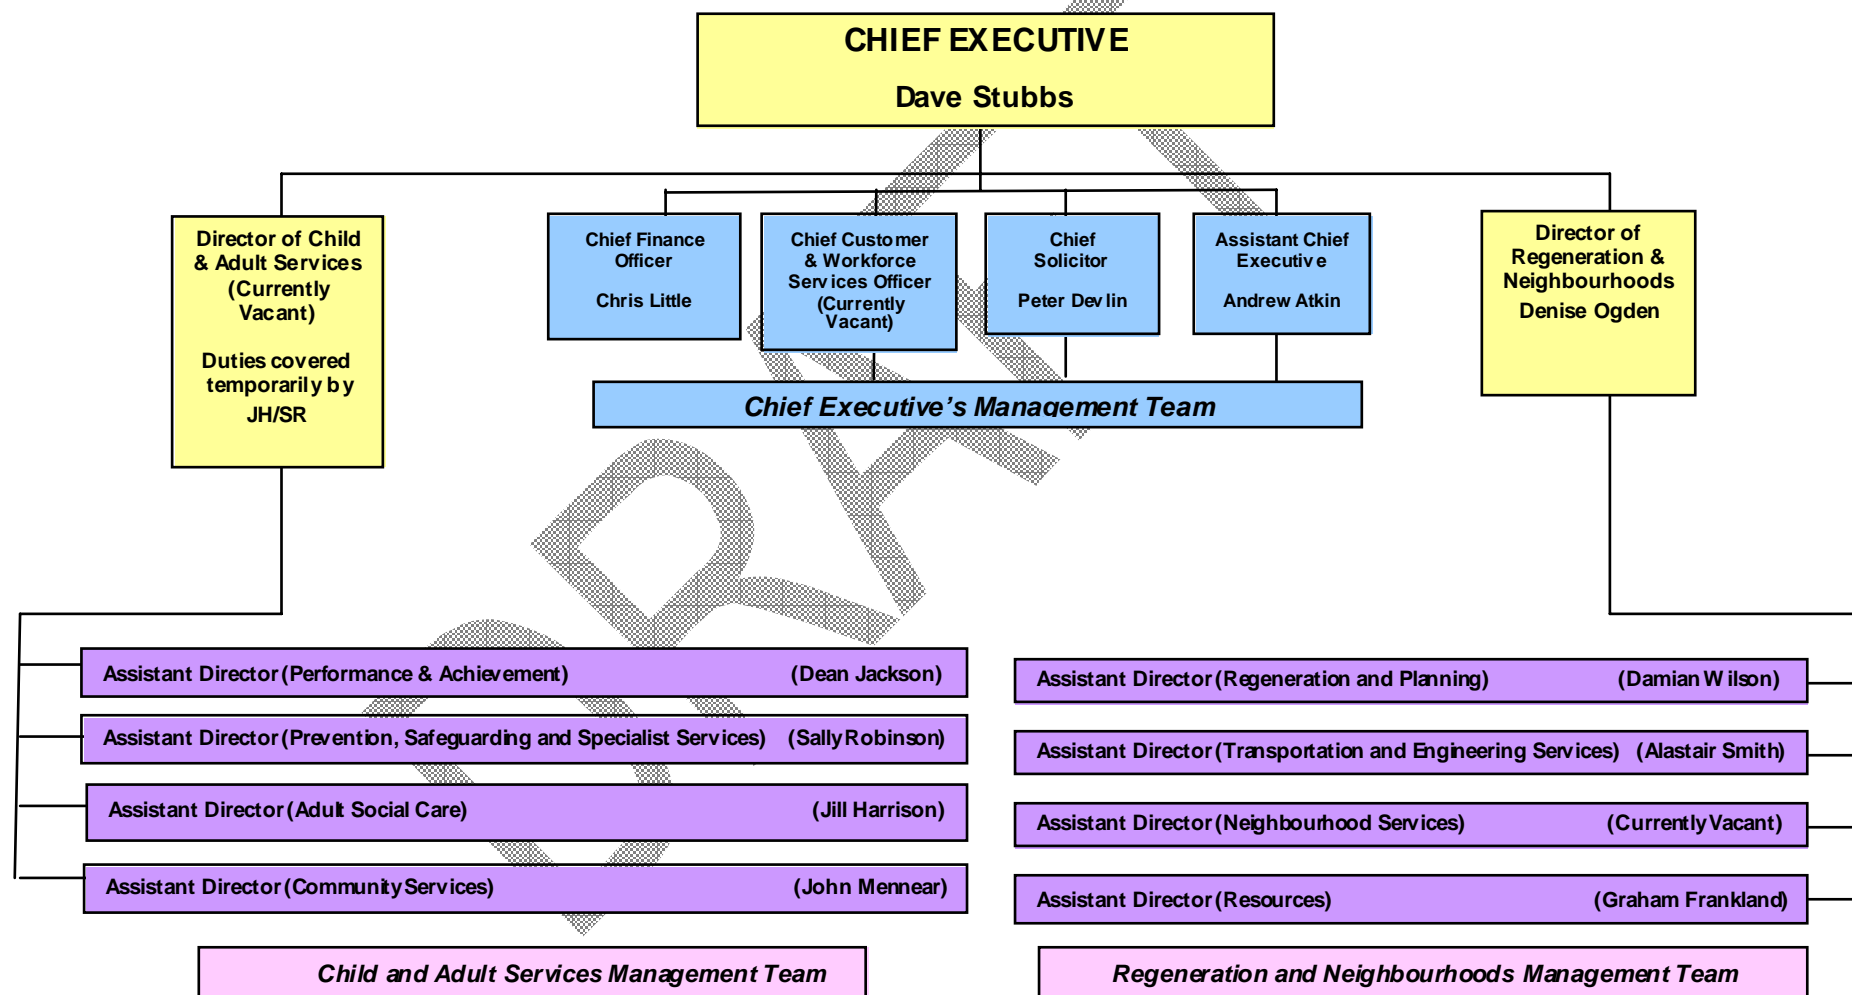 CHIEF EXECUTIVE
Dave Stubbs
Director of Child
& Adult Services
(Currently
Vacant)
Duties covered
temporarily by
JH/SR
Chief Finance
Officer
Chris Little
Chief Customer
& Workforce
Services Officer
(Currently
Vacant)
Chief
Solicitor
Peter Devlin
Assistant Chief
Executive
Andrew Atkin
Director of
Regeneration &
Neighbourhoods
Denise Ogden
Chief Executive’s Management Team
Assistant Director (Performance & Achievement) (Dean Jackson)
Assistant Director (Prevention, Safeguarding and Specialist Services) (Sally Robinson)
Assistant Director (Adult Social Care) (Jill Harrison)
Assistant Director (Community Services) (John Mennear)
Child and Adult Services Management Team
Assistant Director (Regeneration and Planning) (Damian Wilson)
Assistant Director (Transportation and Engineering Services) (Alastair Smith)
Assistant Director (Neighbourhood Services) (Currently Vacant)
Assistant Director (Resources) (Graham Frankland)
Regeneration and Neighbourhoods Management Team
DRAFT